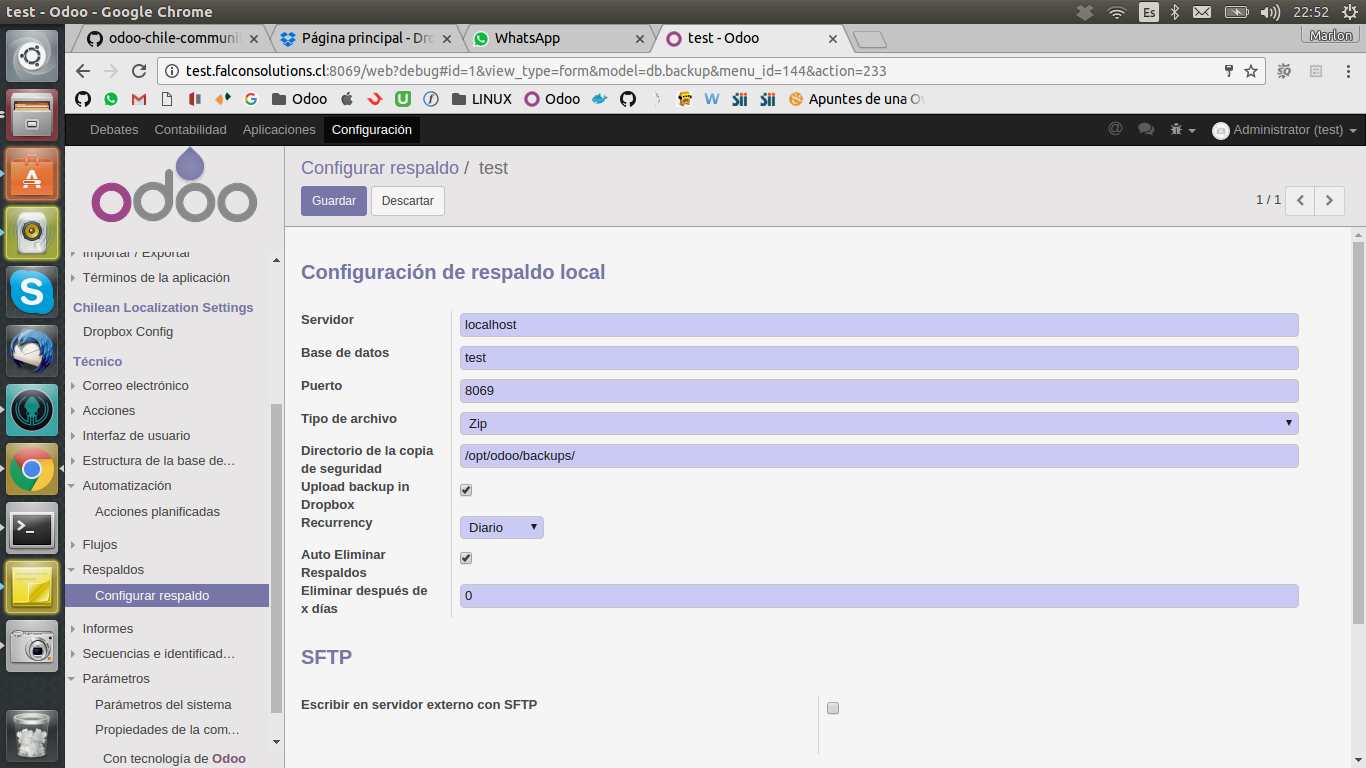 test - Odoo - Google Chrome
Es
22:52
odoo-chile-communi
Página principal - Dro
WhatsApp
test - Odoo
Marlon
test.falconsolutions.cl:8069/web?debug#id=1&view_type=form&model=db.backup&menu_id=144&action=233
Odoo
LINUX
Odoo
Apuntes de una Ov
Debates
Contabilidad
Aplicaciones
Configuración
@
Administrator (test)
odoo
Configurar respaldo / test
Guardar
Descartar
1 / 1
Importar / Exportar
Términos de la aplicación
Chilean Localization Settings
Dropbox Config
Técnico
Correo electrónico
Acciones
Interfaz de usuario
Estructura de la base de…
Automatización
Acciones planificadas
Flujos
Respaldos
Configurar respaldo
Informes
Secuencias e identificad…
Parámetros
Parámetros del sistema
Propiedades de la com…
Con tecnología de Odoo
Configuración de respaldo local
Servidor
localhost
Base de datos
test
Puerto
8069
Tipo de archivo
Zip
Directorio de la copia
de seguridad
/opt/odoo/backups/
Upload backup in
Dropbox
Recurrency
Diario
Auto Eliminar
Respaldos
Eliminar después de
x días
0
SFTP
Escribir en servidor externo con SFTP